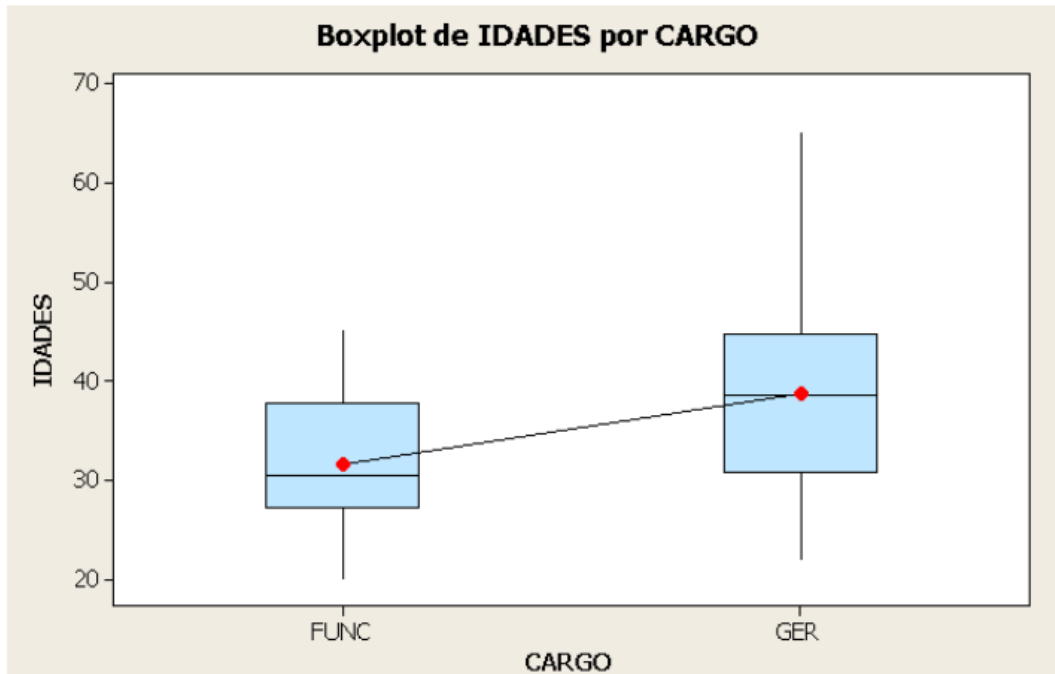 Boxplot de IDADES por CARGO
70
60
50
40
30
20
IDADES
FUNC
GER
CARGO